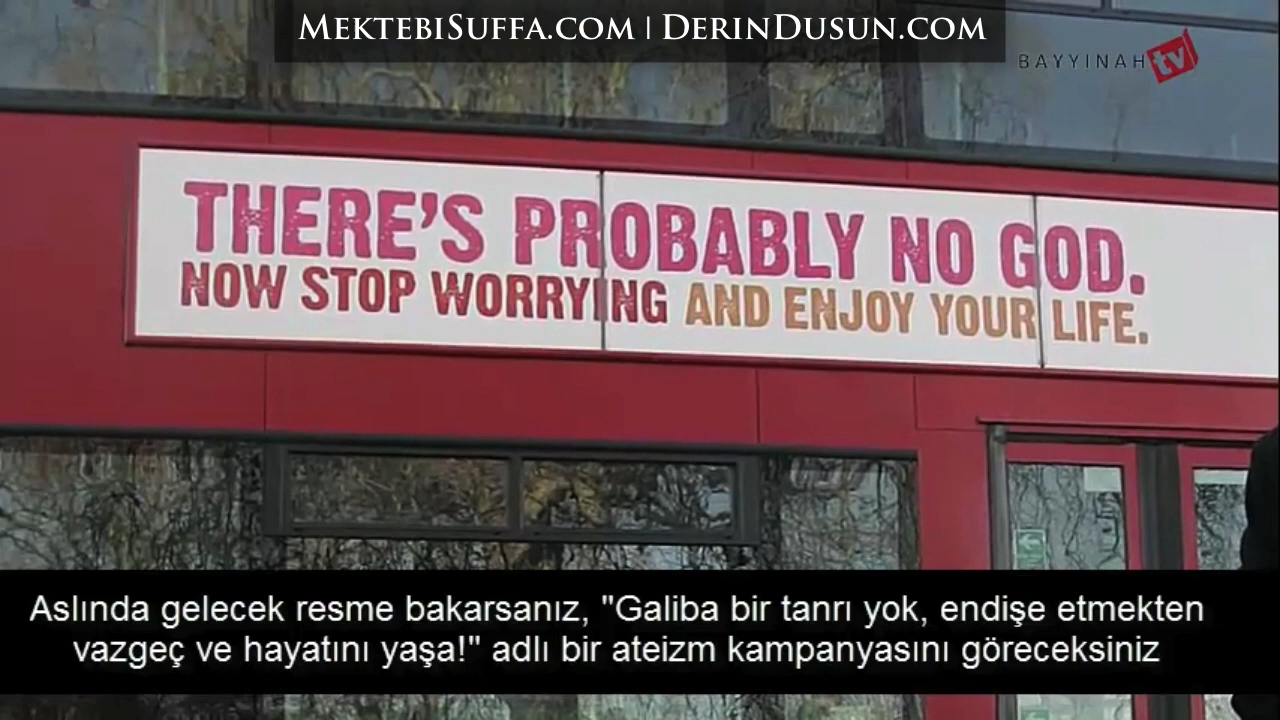 MEKTEBISUFFA.COM | DERINDUSUN.COM
BAYYINAH tv
THERE'S PROBABLY NO GOD.
NOW STOP WORRYING AND ENJOY YOUR LIFE.
Aslında gelecek resme bakarsanız, "Galiba bir tanrı yok, endişe etmekten
vazgeç ve hayatını yaşa!" adlı bir ateizm kampanyasını göreceksiniz